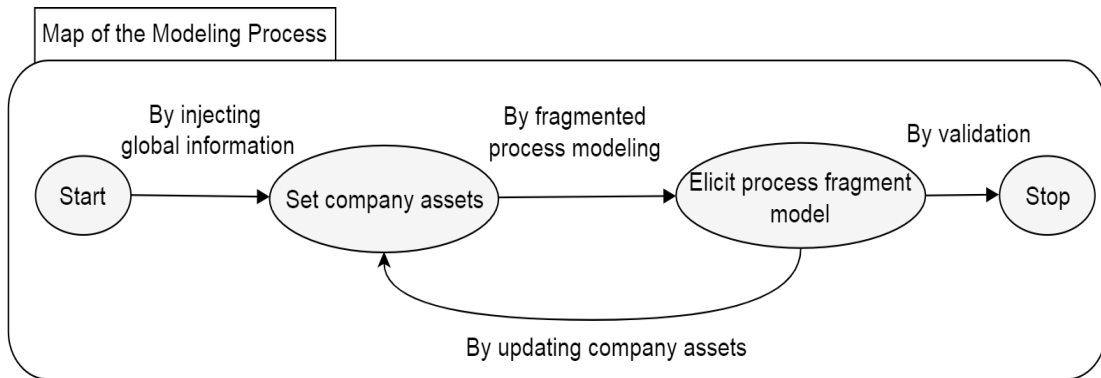 Map of the Modeling Process
By injecting
global information
By fragmented
process modeling
By validation
Start
Set company assets
Elicit process fragment
model
Stop
By updating company assets